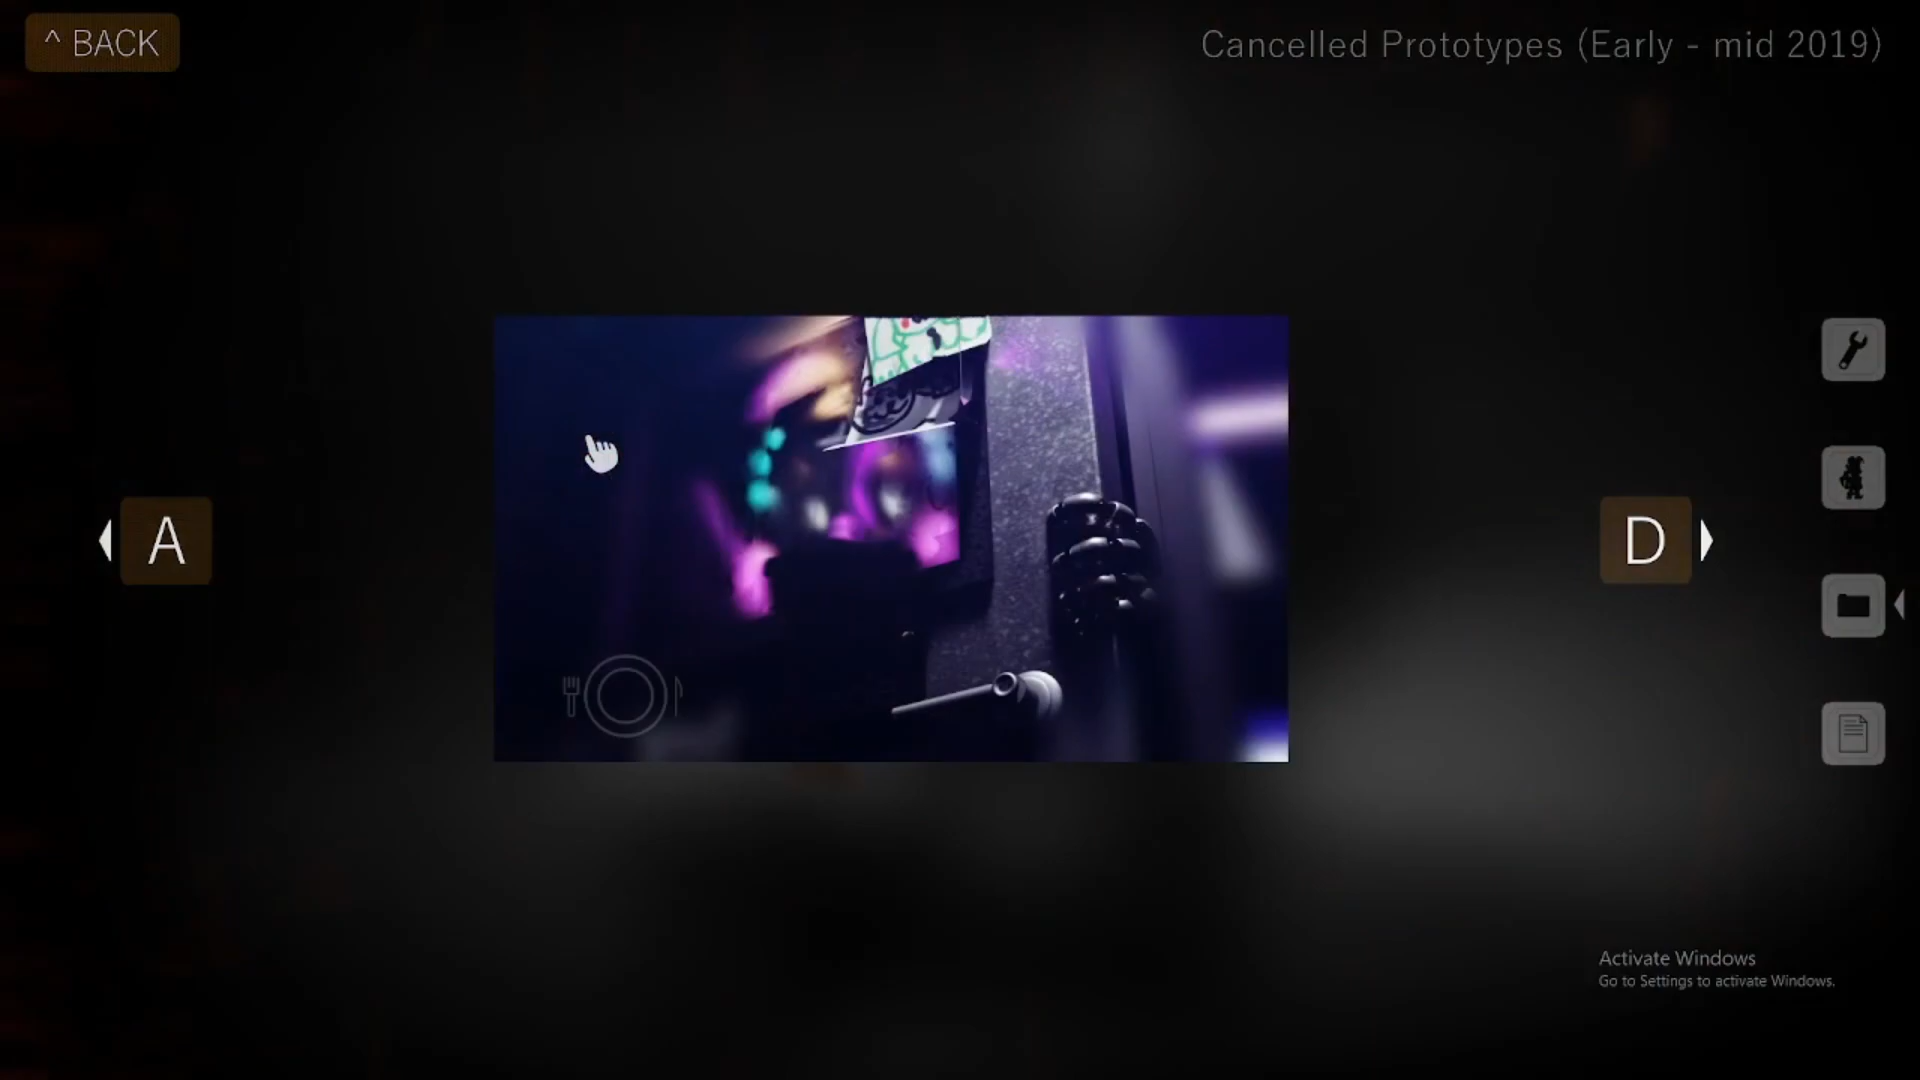 ^ BACK
Cancelled Prototypes (Early - mid 2019)
A
D
Activate Windows
Go to Settings to activate Windows.